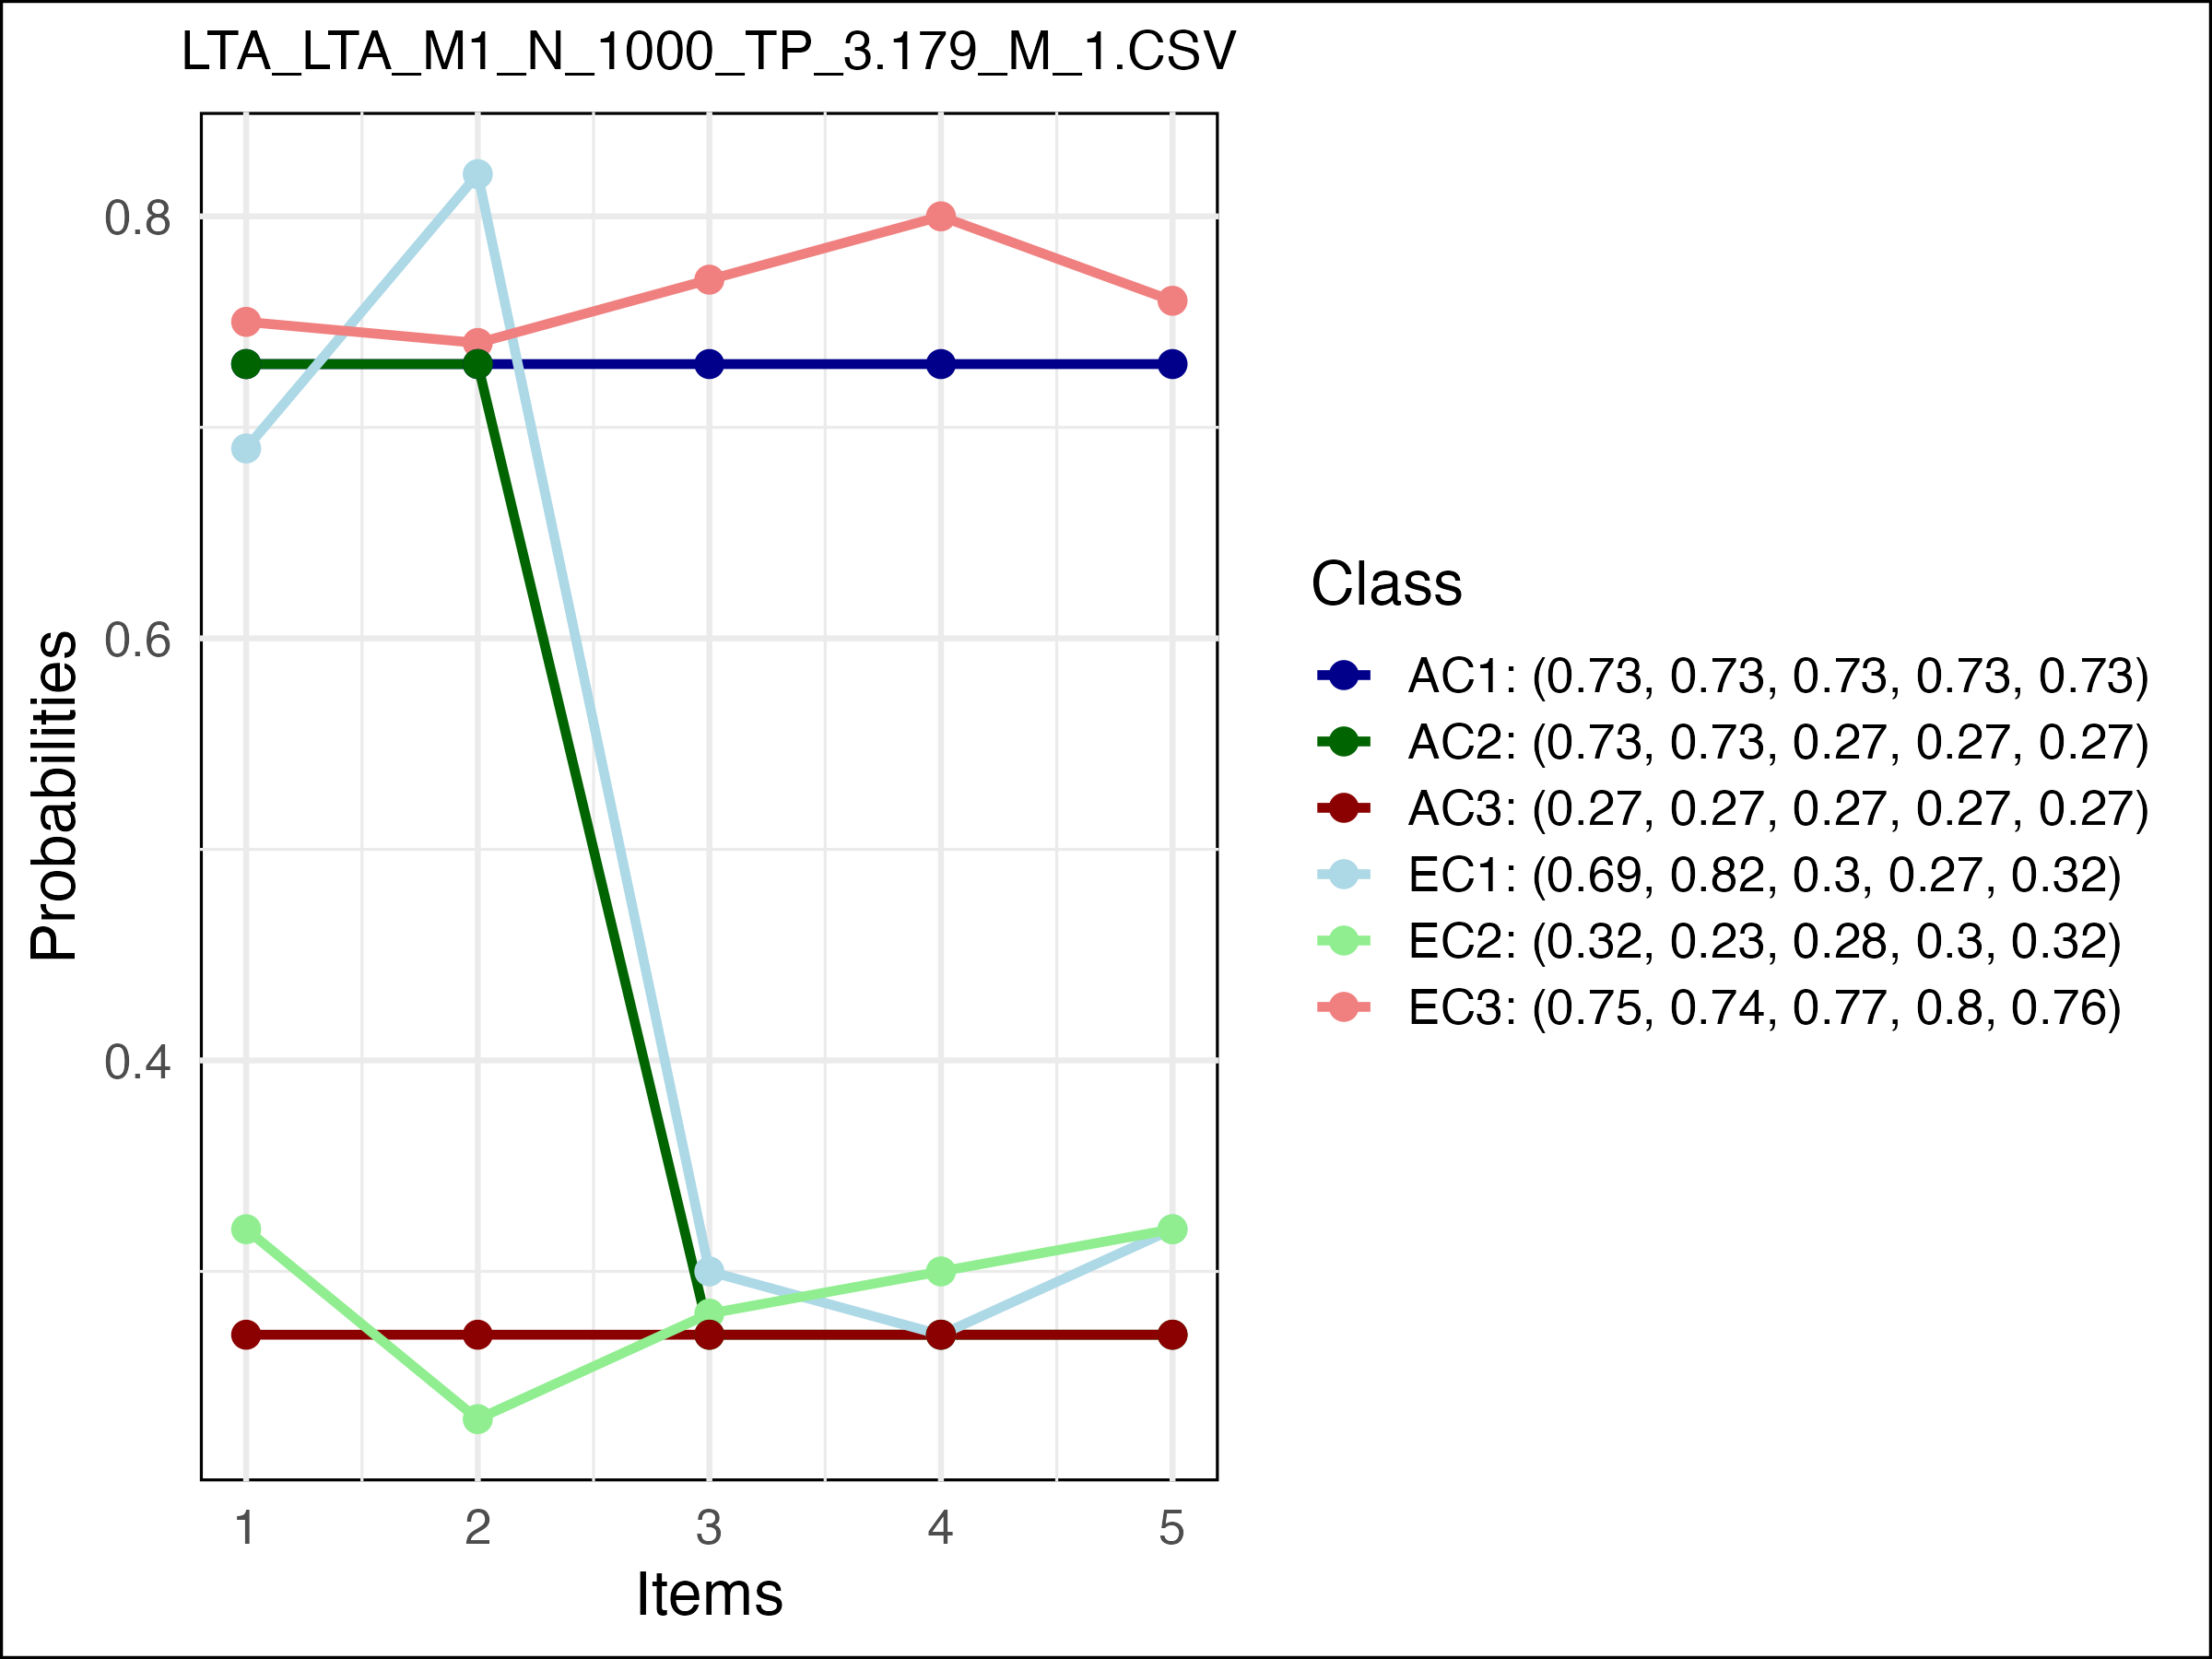 LTA_LTA_M1_N_1000_TP_3.179_M_1.CSV
0.8
0.6
0.4
Probabilities
1 2 3 4 5
Items
Class
AC1: (0.73, 0.73, 0.73, 0.73, 0.73)
AC2: (0.73, 0.73, 0.27, 0.27, 0.27)
AC3: (0.27, 0.27, 0.27, 0.27, 0.27)
EC1: (0.69, 0.82, 0.3, 0.27, 0.32)
EC2: (0.32, 0.23, 0.28, 0.3, 0.32)
EC3: (0.75, 0.74, 0.77, 0.8, 0.76)